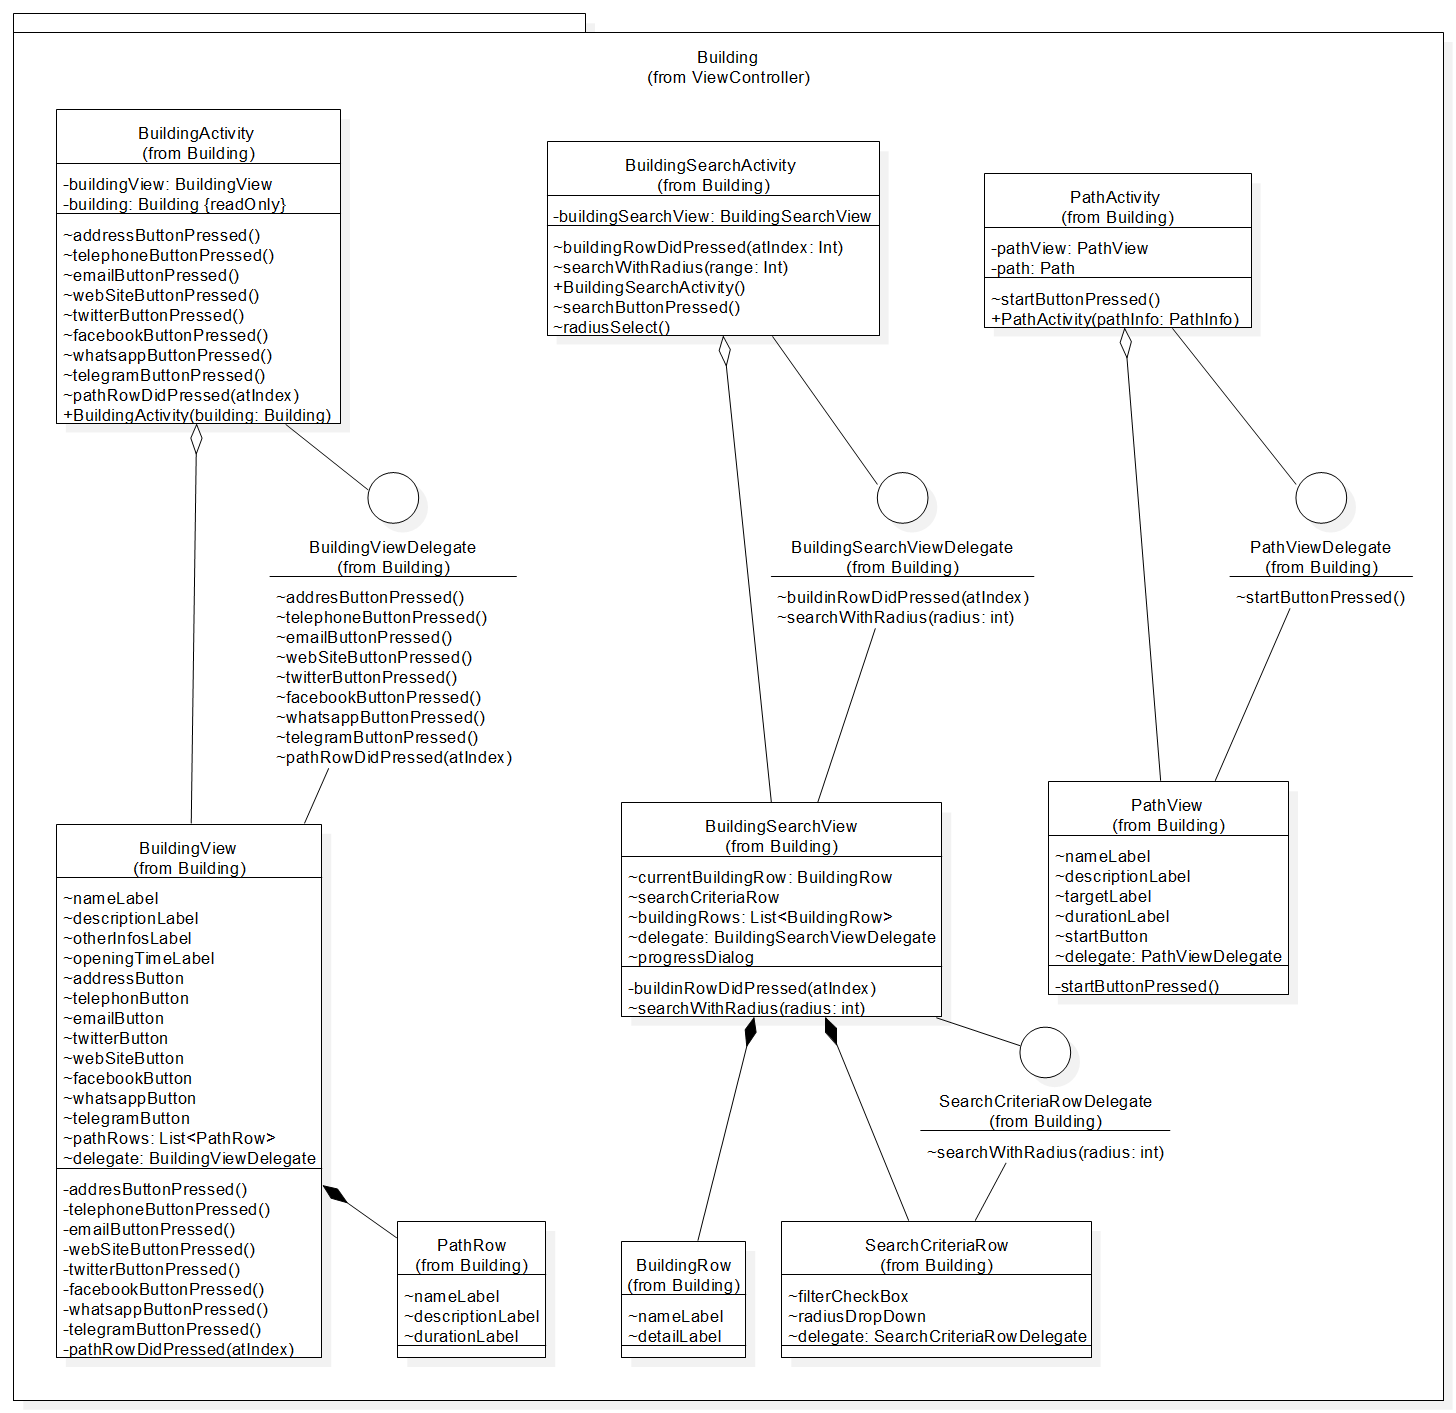 Building
(from ViewController)
BuildingActivity
(from Building)
-buildingView: BuildingView
-building: Building {readOnly}
~addressButtonPressed()
~telephoneButtonPressed()
~emailButtonPressed()
~webSiteButtonPressed()
~twitterButtonPressed()
~facebookButtonPressed()
~whatsappButtonPressed()
~telegramButtonPressed()
~pathRowDidPressed(atIndex)
+BuildingActivity(building: Building)
BuildingSearchActivity
(from Building)
-buildingSearchView: BuildingSearchView
~buildingRowDidPressed(atIndex: Int)
~searchWithRadius(range: Int)
+BuildingSearchActivity()
~searchButtonPressed()
~radiusSelect()
PathActivity
(from Building)
-pathView: PathView
-path: Path
~startButtonPressed()
+PathActivity(pathInfo: PathInfo)
BuildingViewDelegate
(from Building)
~addresButtonPressed()
~telephoneButtonPressed()
~emailButtonPressed()
~webSiteButtonPressed()
~twitterButtonPressed()
~facebookButtonPressed()
~whatsappButtonPressed()
~telegramButtonPressed()
~pathRowDidPressed(atIndex)
BuildingSearchViewDelegate
(from Building)
~buildinRowDidPressed(atIndex)
~searchWithRadius(radius: int)
PathViewDelegate
(from Building)
~startButtonPressed()
BuildingView
(from Building)
~nameLabel
~descriptionLabel
~otherInfosLabel
~openingTimeLabel
~addressButton
~telephonButton
~emailButton
~twitterButton
~webSiteButton
~facebookButton
~whatsappButton
~telegramButton
~pathRows: List<PathRow>
~delegate: BuildingViewDelegate
-addresButtonPressed()
-telephoneButtonPressed()
-emailButtonPressed()
-webSiteButtonPressed()
-twitterButtonPressed()
-facebookButtonPressed()
-whatsappButtonPressed()
-telegramButtonPressed()
-pathRowDidPressed(atIndex)
BuildingSearchView
(from Building)
~currentBuildingRow: BuildingRow
~searchCriteriaRow
~buildingRows: List<BuildingRow>
~delegate: BuildingSearchViewDelegate
~progressDialog
-buildinRowDidPressed(atIndex)
~searchWithRadius(radius: int)
PathView
(from Building)
~nameLabel
~descriptionLabel
~targetLabel
~durationLabel
~startButton
~delegate: PathViewDelegate
-startButtonPressed()
SearchCriteriaRowDelegate
(from Building)
~searchWithRadius(radius: int)
PathRow
(from Building)
~nameLabel
~descriptionLabel
~durationLabel
BuildingRow
(from Building)
~nameLabel
~detailLabel
SearchCriteriaRow
(from Building)
~filterCheckBox
~radiusDropDown
~delegate: SearchCriteriaRowDelegate